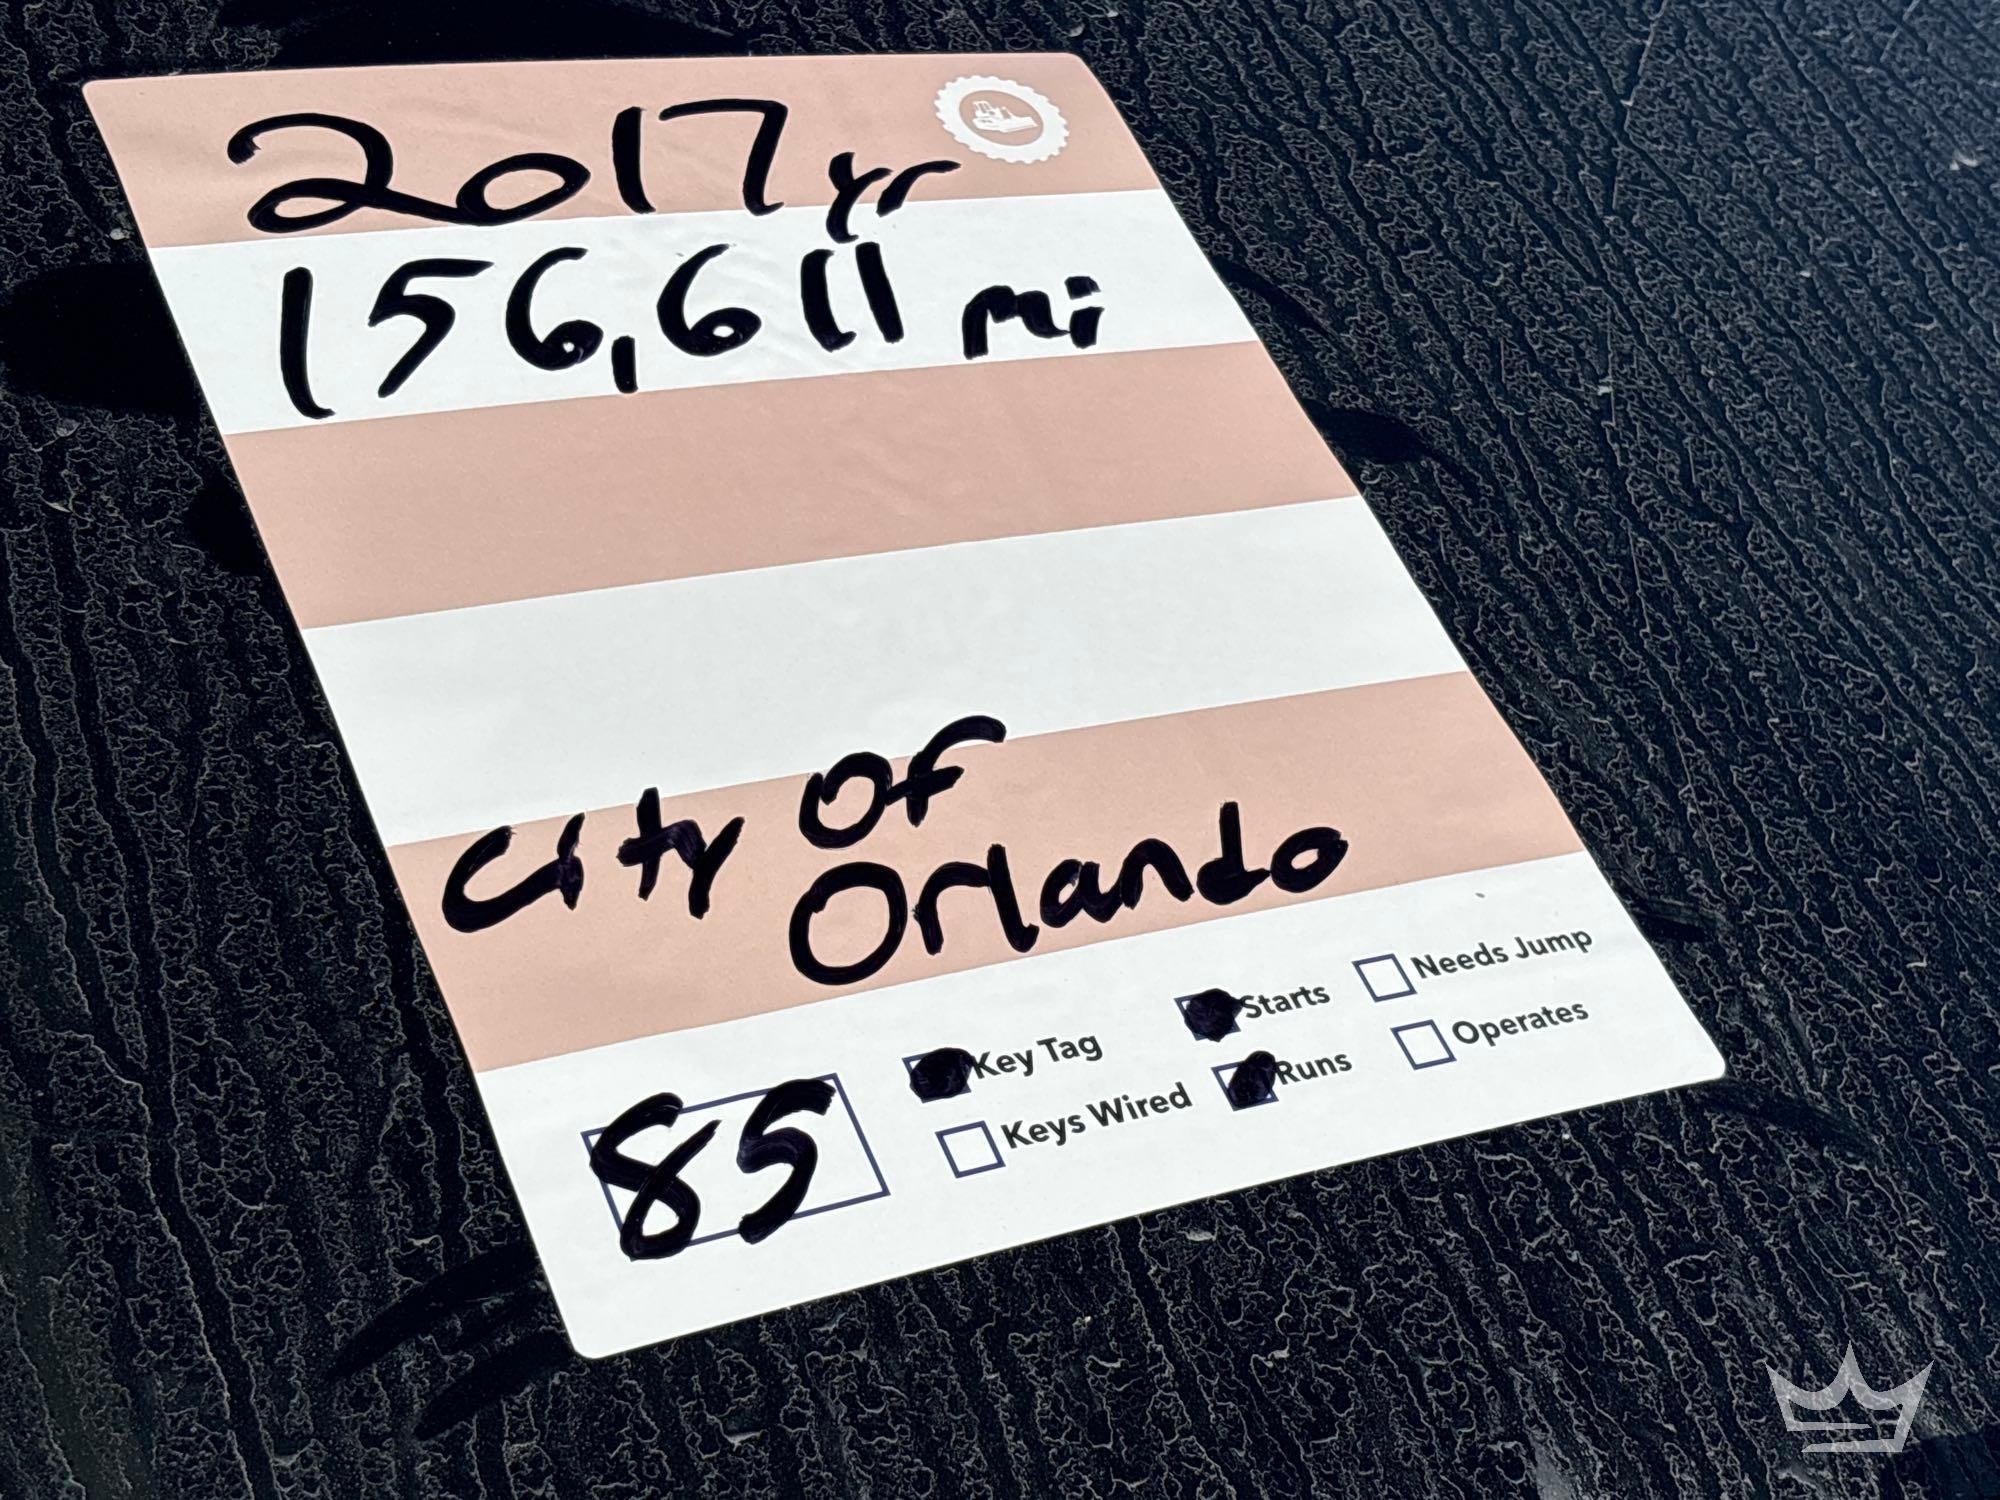 2017 yr
156,611 mi
City Of
Orlando
85
Key Tag
Starts
Needs Jump
Keys Wired
Runs
Operates